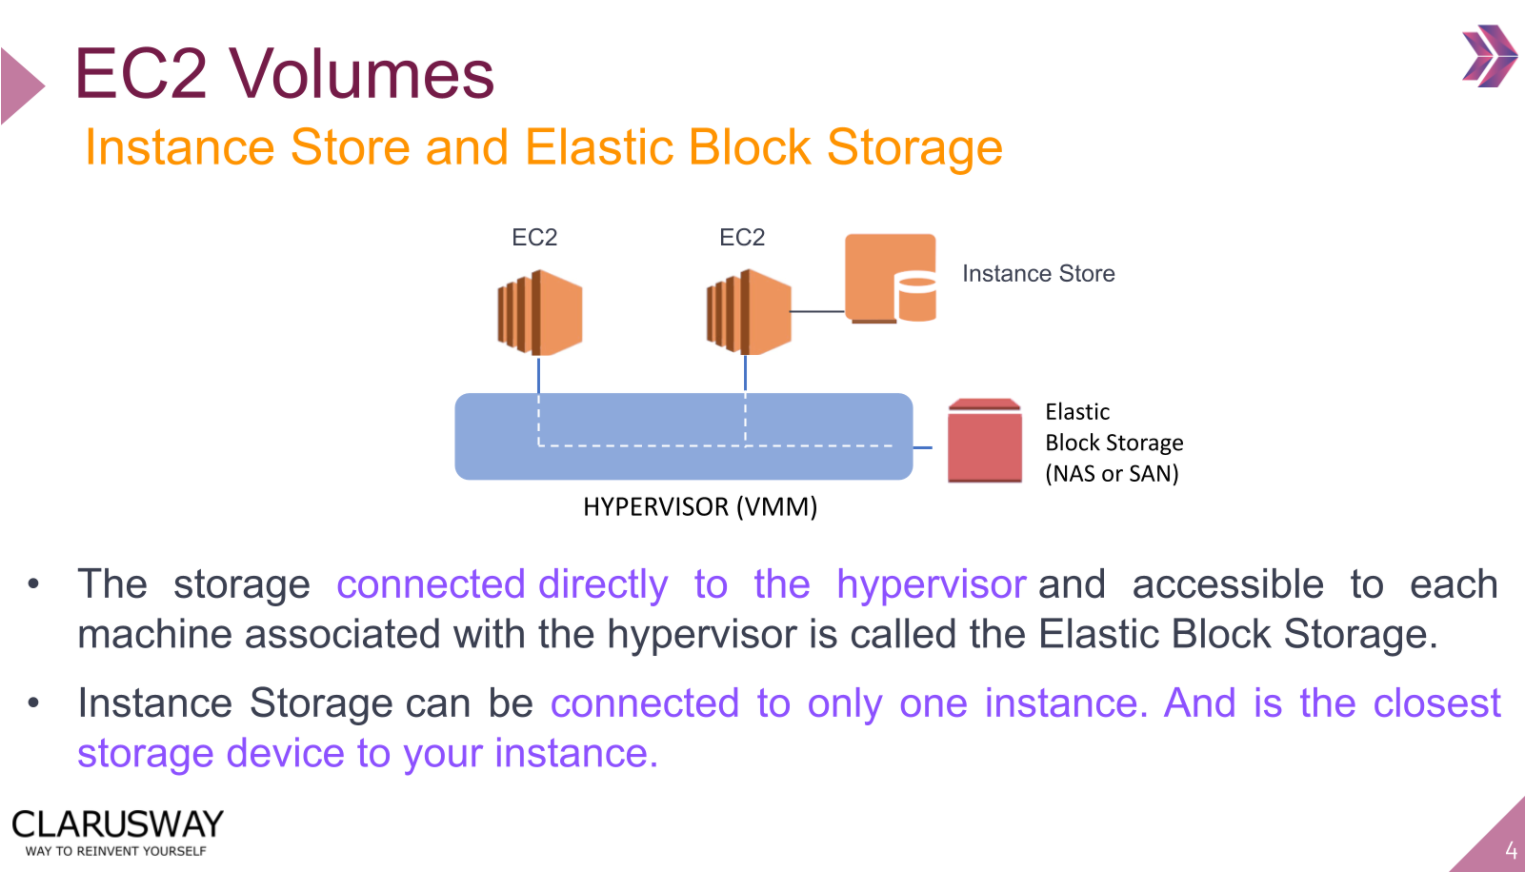 EC2 Volumes
Instance Store and Elastic Block Storage
EC2
EC2
Instance Store
Elastic
Block Storage
(NAS or SAN)
HYPERVISOR (VMM)
• The storage connected directly to the hypervisor and accessible to each
machine associated with the hypervisor is called the Elastic Block Storage.
• Instance Storage can be connected to only one instance. And is the closest
storage device to your instance.
CLARUSWAY
WAY TO REINVENT YOURSELF
4